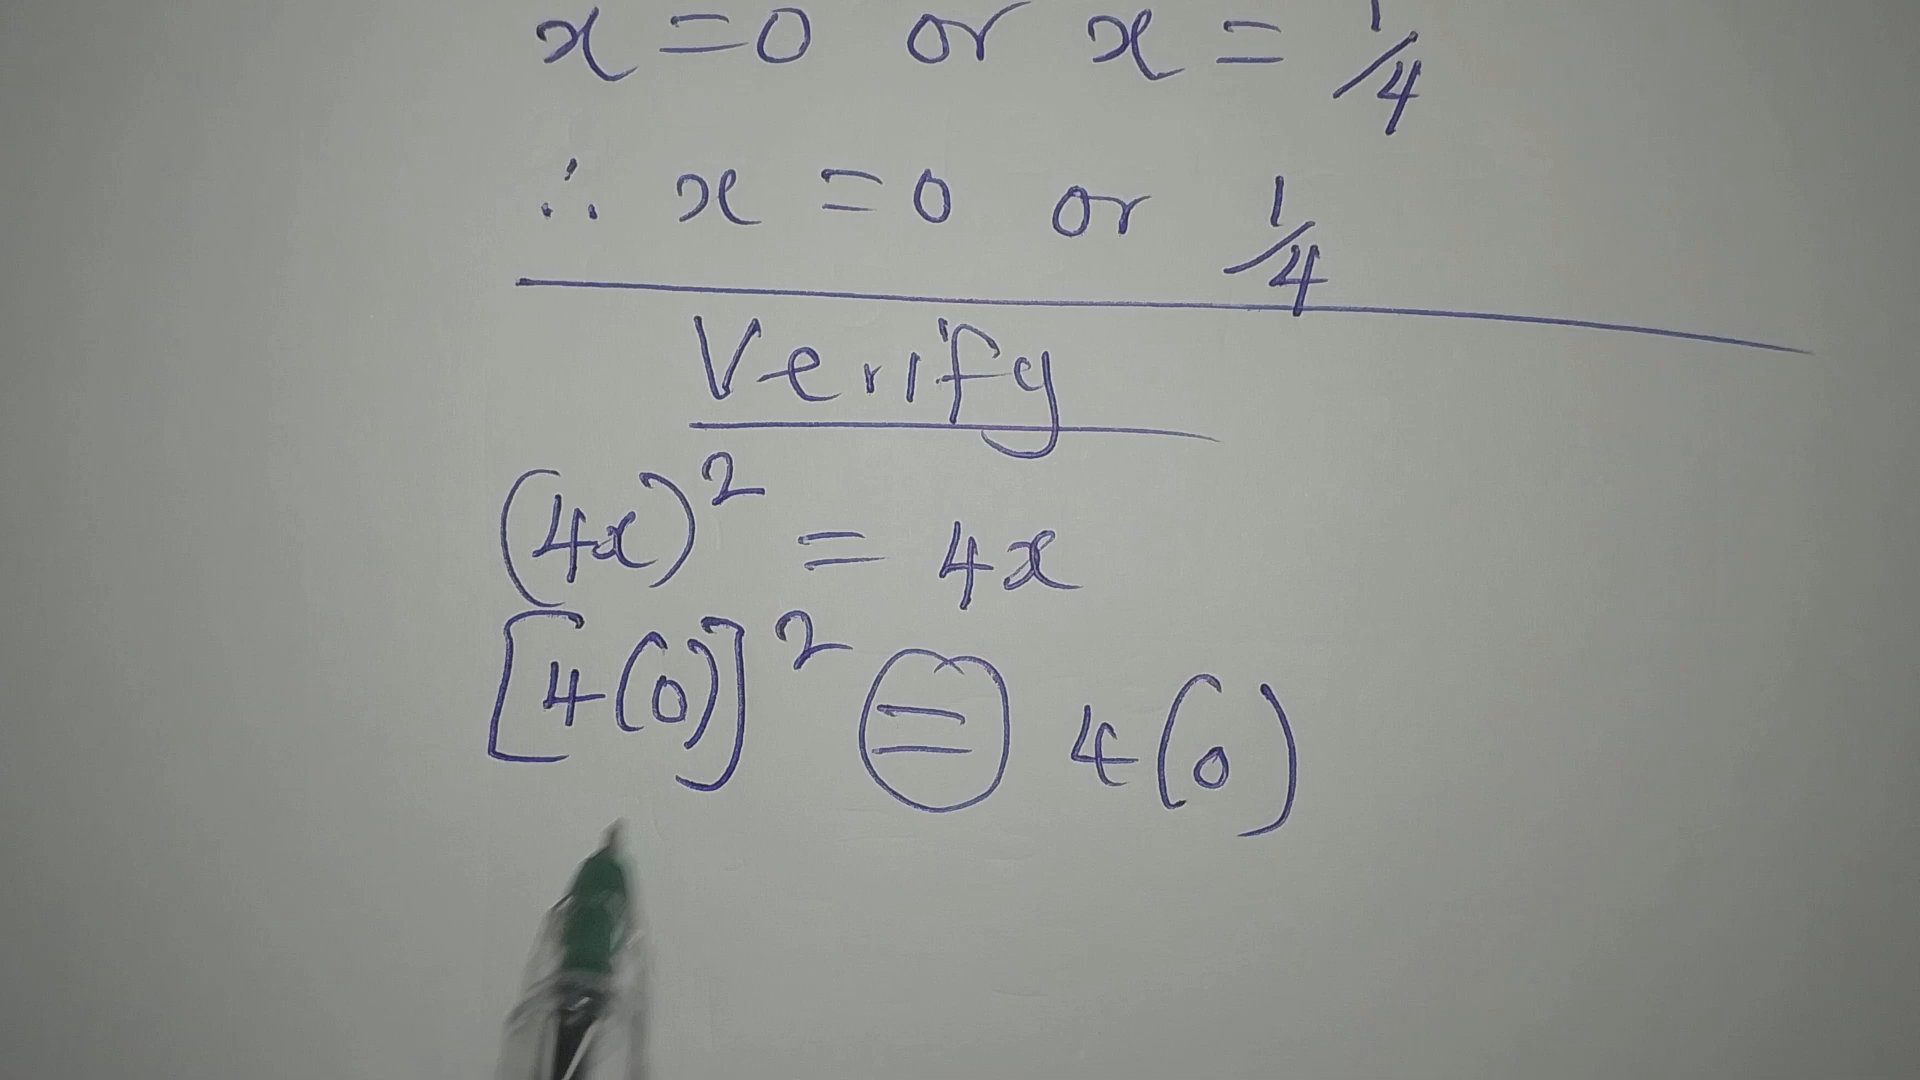 x = 0 or x = 1/4
∴ x = 0 or 1/4
Verify
(4x)² = 4x
[4(0)]² = 4(0)